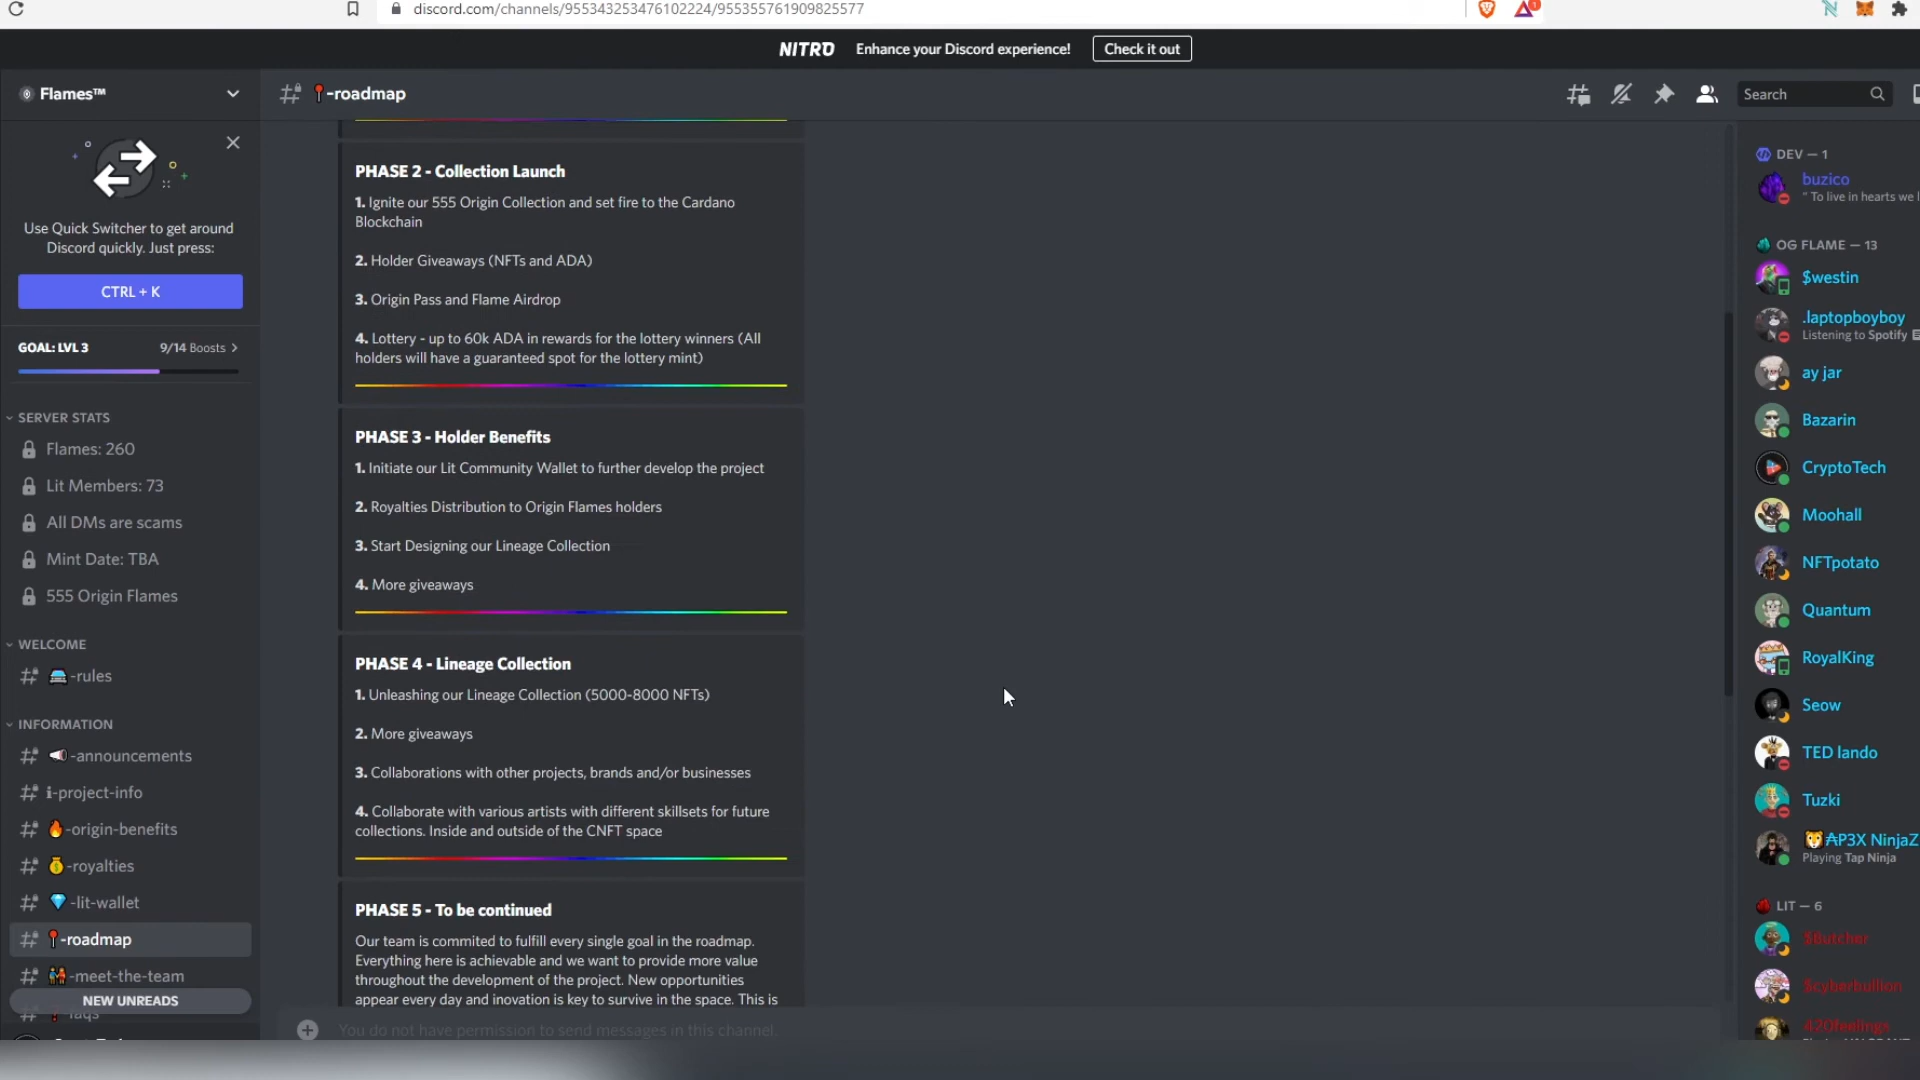 discord.com/channels/955343253476102224/955355761909825577
1
NITRO Enhance your Discord experience! Check it out
Flames™
-roadmap
Search
Use Quick Switcher to get around
Discord quickly. Just press:
CTRL + K
GOAL: LVL 3 9/14 Boosts
SERVER STATS
Flames: 260
Lit Members: 73
All DMs are scams
Mint Date: TBA
555 Origin Flames
WELCOME
-rules
INFORMATION
-announcements
i-project-info
-origin-benefits
-royalties
-lit-wallet
-roadmap
-meet-the-team
NEW UNREADS
-faqs
PHASE 2 - Collection Launch
1. Ignite our 555 Origin Collection and set fire to the Cardano
Blockchain
2. Holder Giveaways (NFTs and ADA)
3. Origin Pass and Flame Airdrop
4. Lottery - up to 60k ADA in rewards for the lottery winners (All
holders will have a guaranteed spot for the lottery mint)
PHASE 3 - Holder Benefits
1. Initiate our Lit Community Wallet to further develop the project
2. Royalties Distribution to Origin Flames holders
3. Start Designing our Lineage Collection
4. More giveaways
PHASE 4 - Lineage Collection
1. Unleashing our Lineage Collection (5000-8000 NFTs)
2. More giveaways
3. Collaborations with other projects, brands and/or businesses
4. Collaborate with various artists with different skillsets for future
collections. Inside and outside of the CNFT space
PHASE 5 - To be continued
Our team is commited to fulfill every single goal in the roadmap.
Everything here is achievable and we want to provide more value
throughout the development of the project. New opportunities
appear every day and inovation is key to survive in the space. This is
You do not have permission to send messages in this channel.
DEV — 1
buzico
" To live in hearts we l
OG FLAME — 13
$westin
.laptopboyboy
Listening to Spotify
ay jar
Bazarin
CryptoTech
Moohall
NFTpotato
Quantum
RoyalKing
Seow
TED lando
Tuzki
₳P3X NinjaZ
Playing Tap Ninja
LIT — 6
$Butcher
$cyberbullion
420feelings